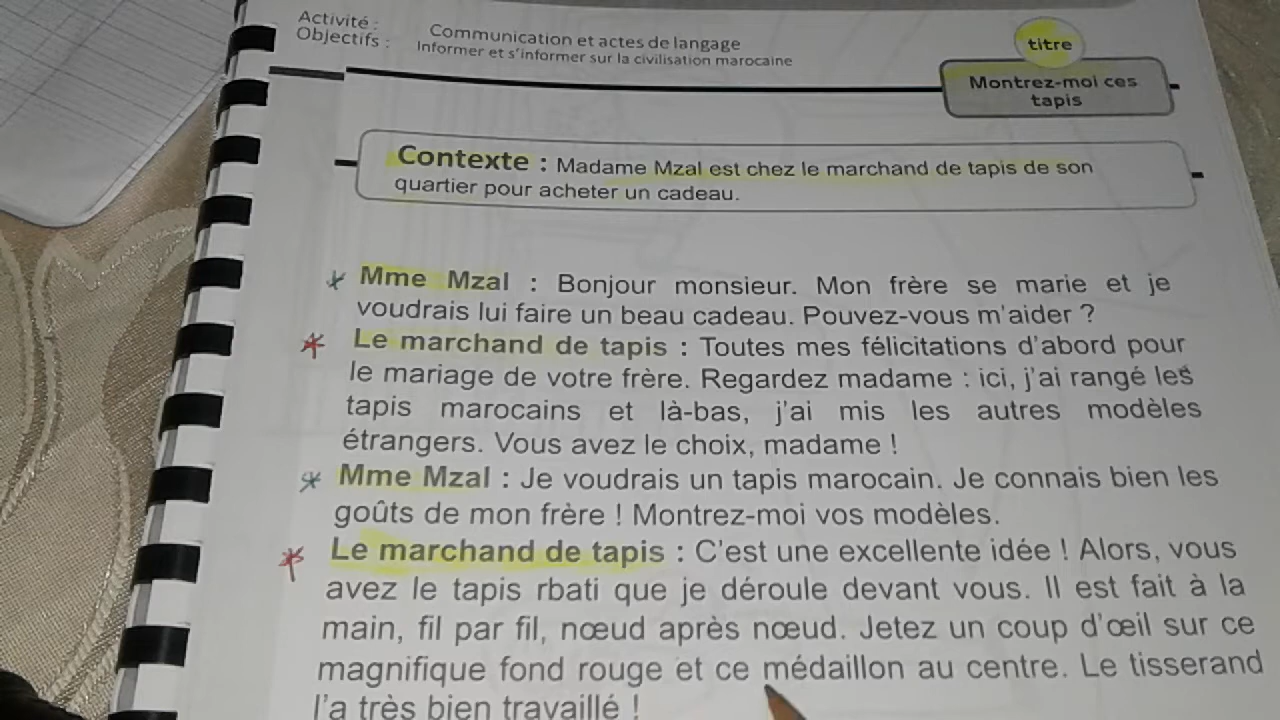 Activité :
Communication et actes de langage
Objectifs :
Informer et s'informer sur la civilisation marocaine
titre
Montrez-moi ces
tapis
Contexte : Madame Mzal est chez le marchand de tapis de son
quartier pour acheter un cadeau.
Mme Mzal : Bonjour monsieur. Mon frère se marie et je
voudrais lui faire un beau cadeau. Pouvez-vous m'aider ?
Le marchand de tapis : Toutes mes félicitations d'abord pour
le mariage de votre frère. Regardez madame : ici, j'ai rangé les
tapis marocains et là-bas, j'ai mis les autres modèles
étrangers. Vous avez le choix, madame !
Mme Mzal : Je voudrais un tapis marocain. Je connais bien les
goûts de mon frère ! Montrez-moi vos modèles.
Le marchand de tapis : C'est une excellente idée ! Alors, vous
avez le tapis rbati que je déroule devant vous. Il est fait à la
main, fil par fil, nœud après nœud. Jetez un coup d'œil sur ce
magnifique fond rouge et ce médaillon au centre. Le tisserand
l'a très bien travaillé !